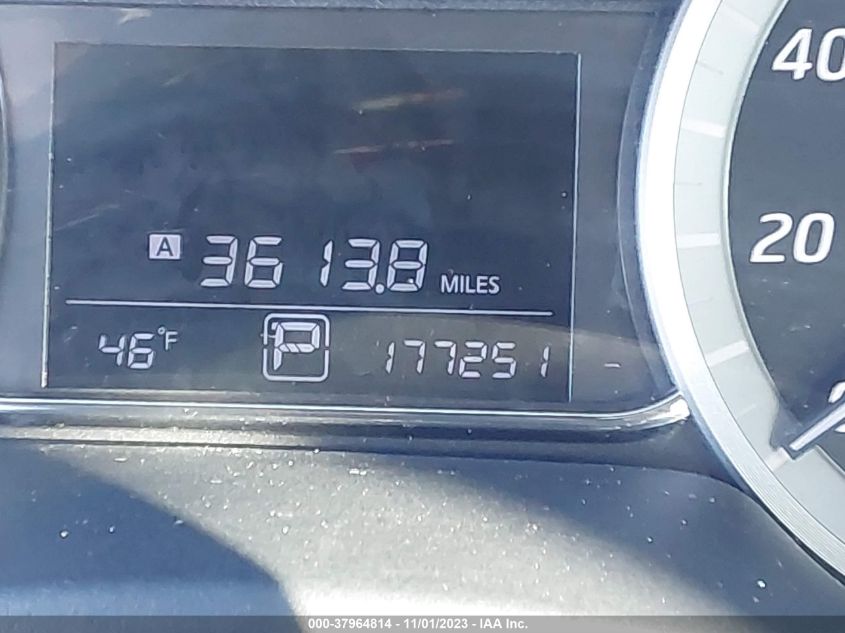 40
A 3613.8 MILES
20
46°F P 177251
000-37964814 - 11/01/2023 - IAA Inc.